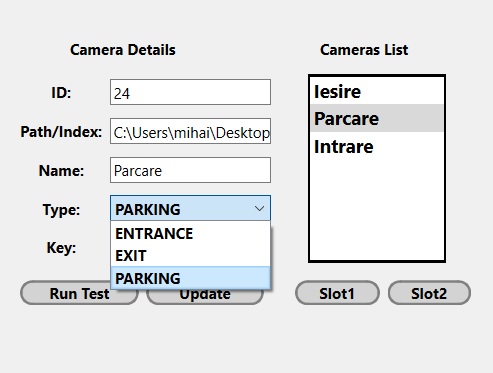 Camera Details
ID: 24
Path/Index: C:\Users\mihai\Desktop
Name: Parcare
Type: PARKING
ENTRANCE
EXIT
PARKING
Key:
Run Test Update
Cameras List
Iesire
Parcare
Intrare
Slot1 Slot2